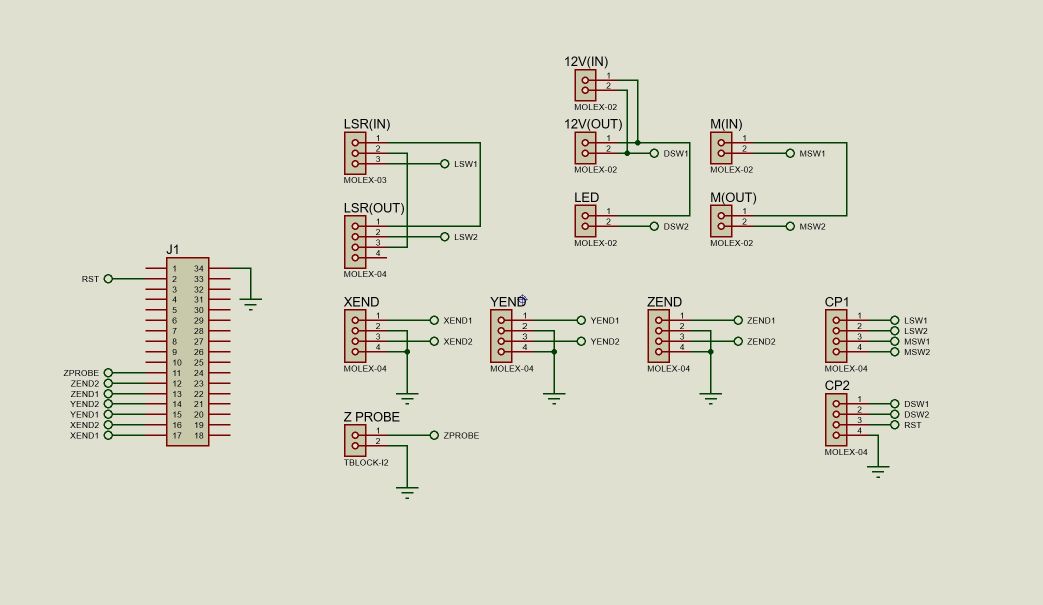 12V(IN)
1
2
MOLEX-02
LSR(IN)
1
2
3
LSW1
MOLEX-03
12V(OUT)
1
2
DSW1
MOLEX-02
M(IN)
1
2
MSW1
MOLEX-02
LSR(OUT)
1
2
3
4
LSW2
MOLEX-04
LED
1
2
DSW2
MOLEX-02
M(OUT)
1
2
MSW2
MOLEX-02
J1
1 34
RST 2 33
3 32
4 31
5 30
6 29
7 28
8 27
9 26
10 25
ZPROBE 11 24
ZEND2 12 23
ZEND1 13 22
YEND2 14 21
YEND1 15 20
XEND2 16 19
XEND1 17 18
XEND
1 XEND1
2
3 XEND2
4
MOLEX-04
YEND
1 YEND1
2
3 YEND2
4
MOLEX-04
ZEND
1 ZEND1
2
3 ZEND2
4
MOLEX-04
CP1
1 LSW1
2 LSW2
3 MSW1
4 MSW2
MOLEX-04
Z PROBE
1 ZPROBE
2
TBLOCK-I2
CP2
1 DSW1
2 DSW2
3 RST
4
MOLEX-04